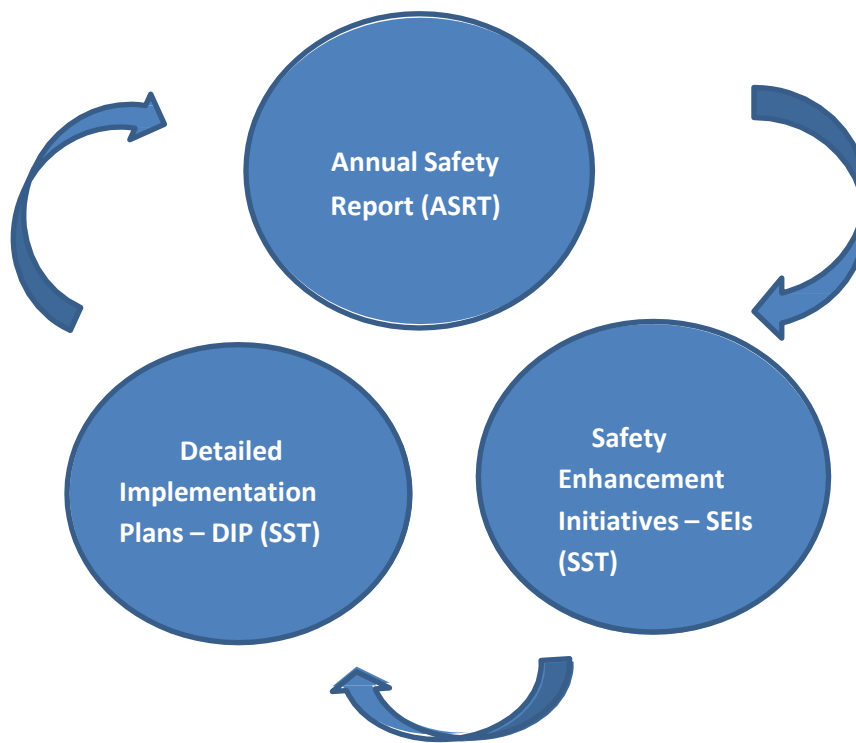 Annual Safety
Report (ASRT)
Detailed
Implementation
Plans – DIP (SST)
Safety
Enhancement
Initiatives – SEIs
(SST)